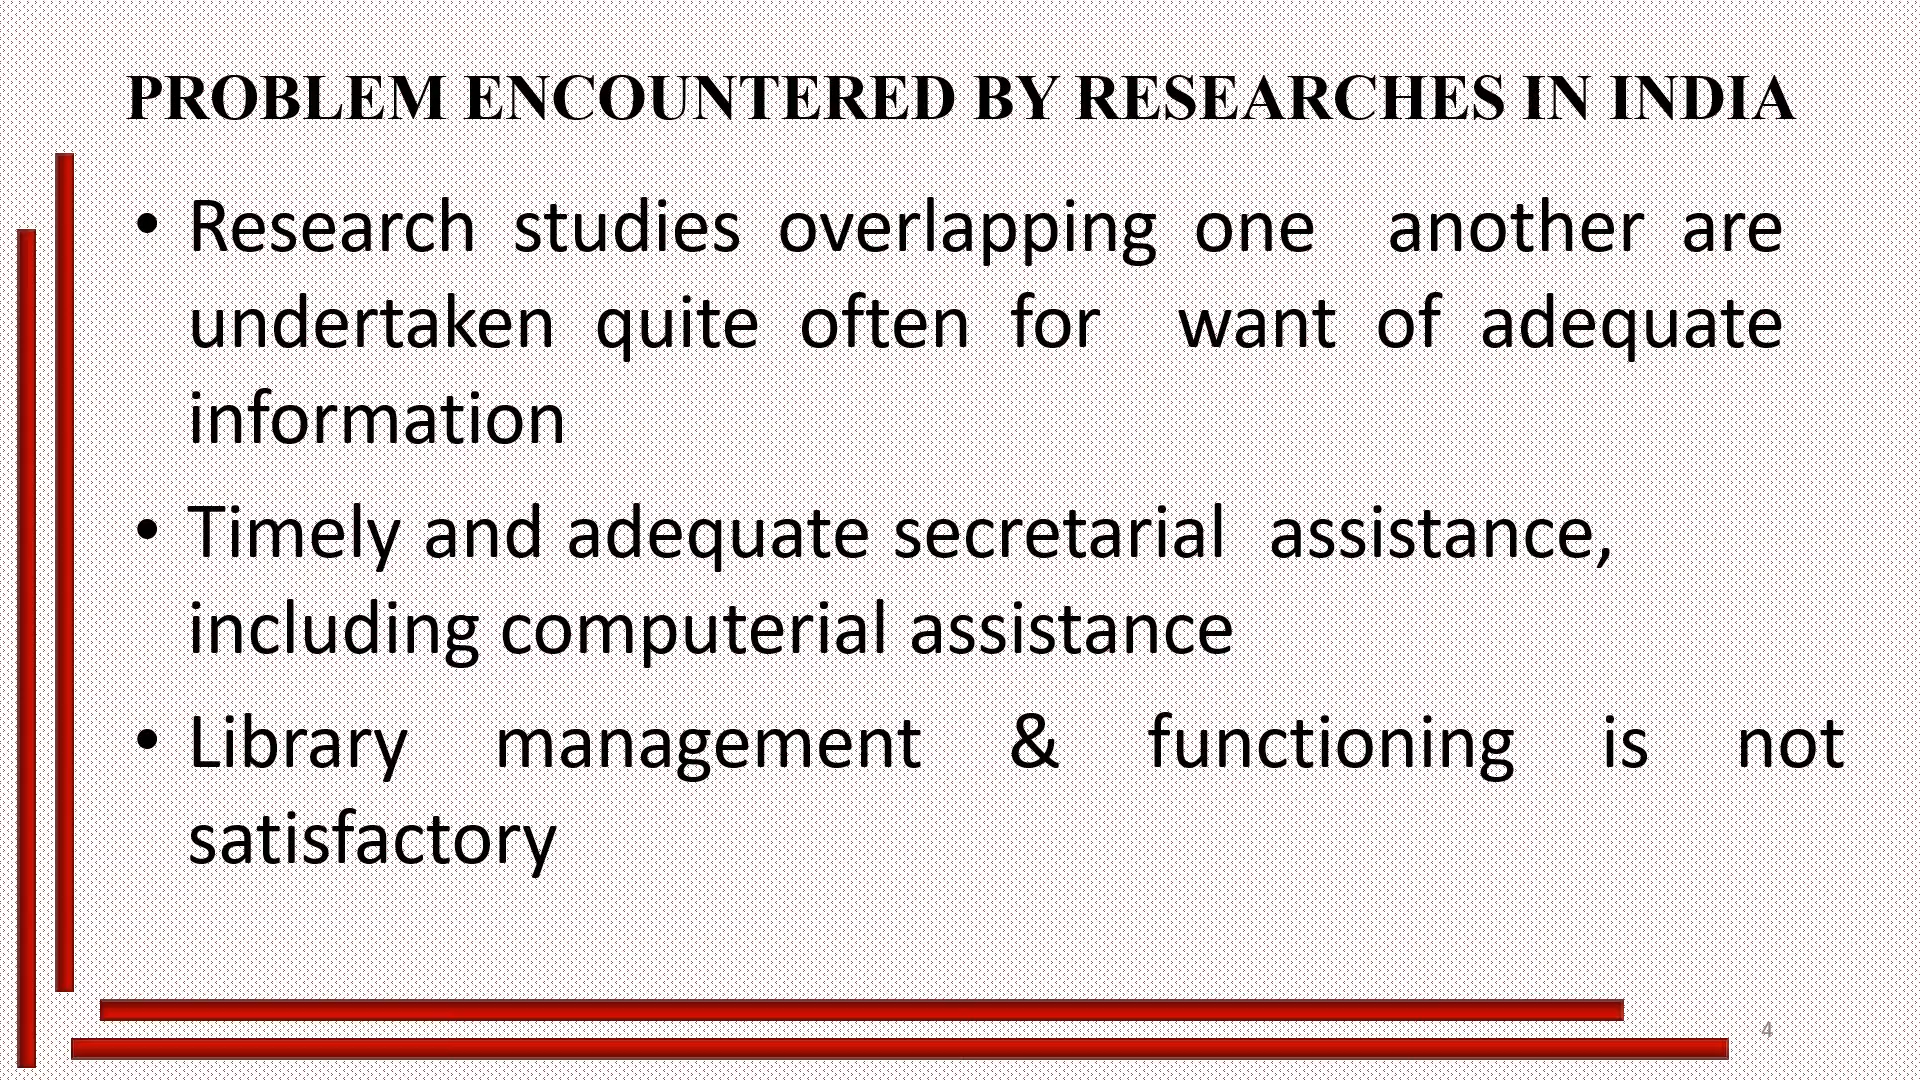 PROBLEM ENCOUNTERED BY RESEARCHES IN INDIA
• Research studies overlapping one another are
undertaken quite often for want of adequate
information
• Timely and adequate secretarial assistance,
including computerial assistance
• Library management & functioning is not
satisfactory
4